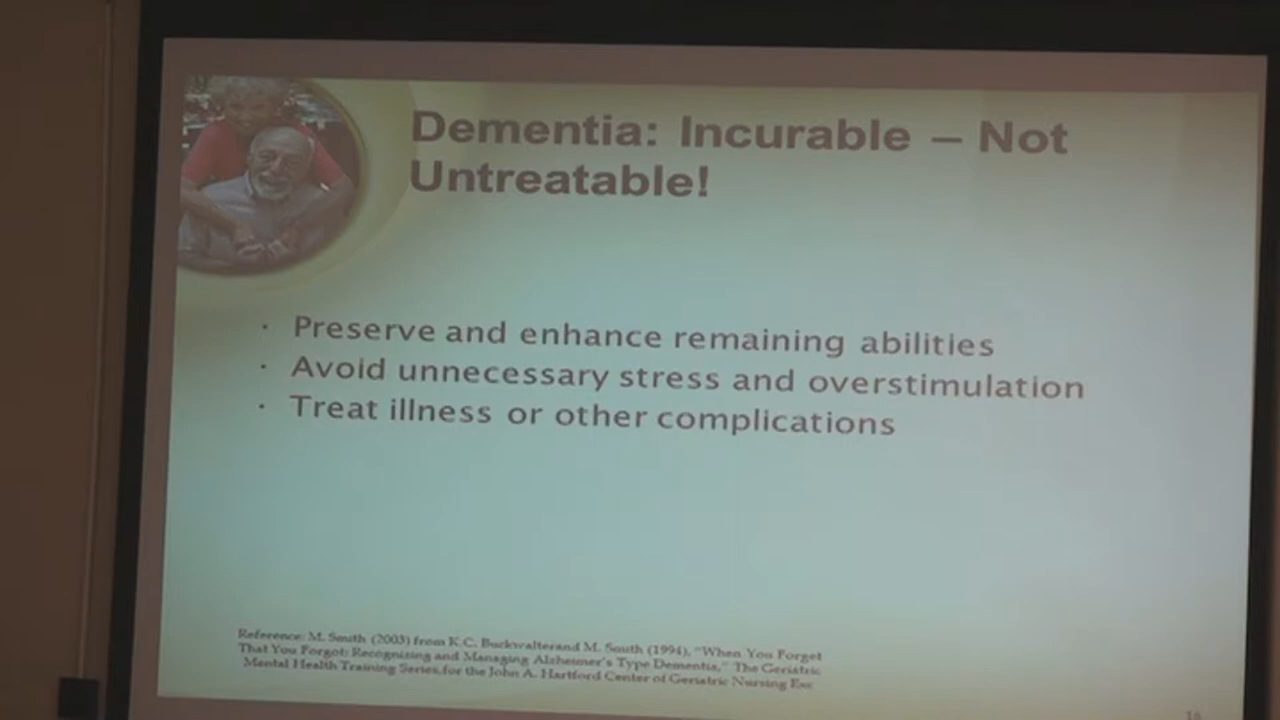 Dementia: Incurable – Not
Untreatable!
· Preserve and enhance remaining abilities
· Avoid unnecessary stress and overstimulation
· Treat illness or other complications
Reference: M. Smith (2003) from K.C. Buckwalterand M. Smith (1994), "When You Forget
That You Forgot: Recognizing and Managing Alzheimer's Type Dementia," The Geriatric
Mental Health Training Series, for the John A. Hartford Center of Geriatric Nursing Exc